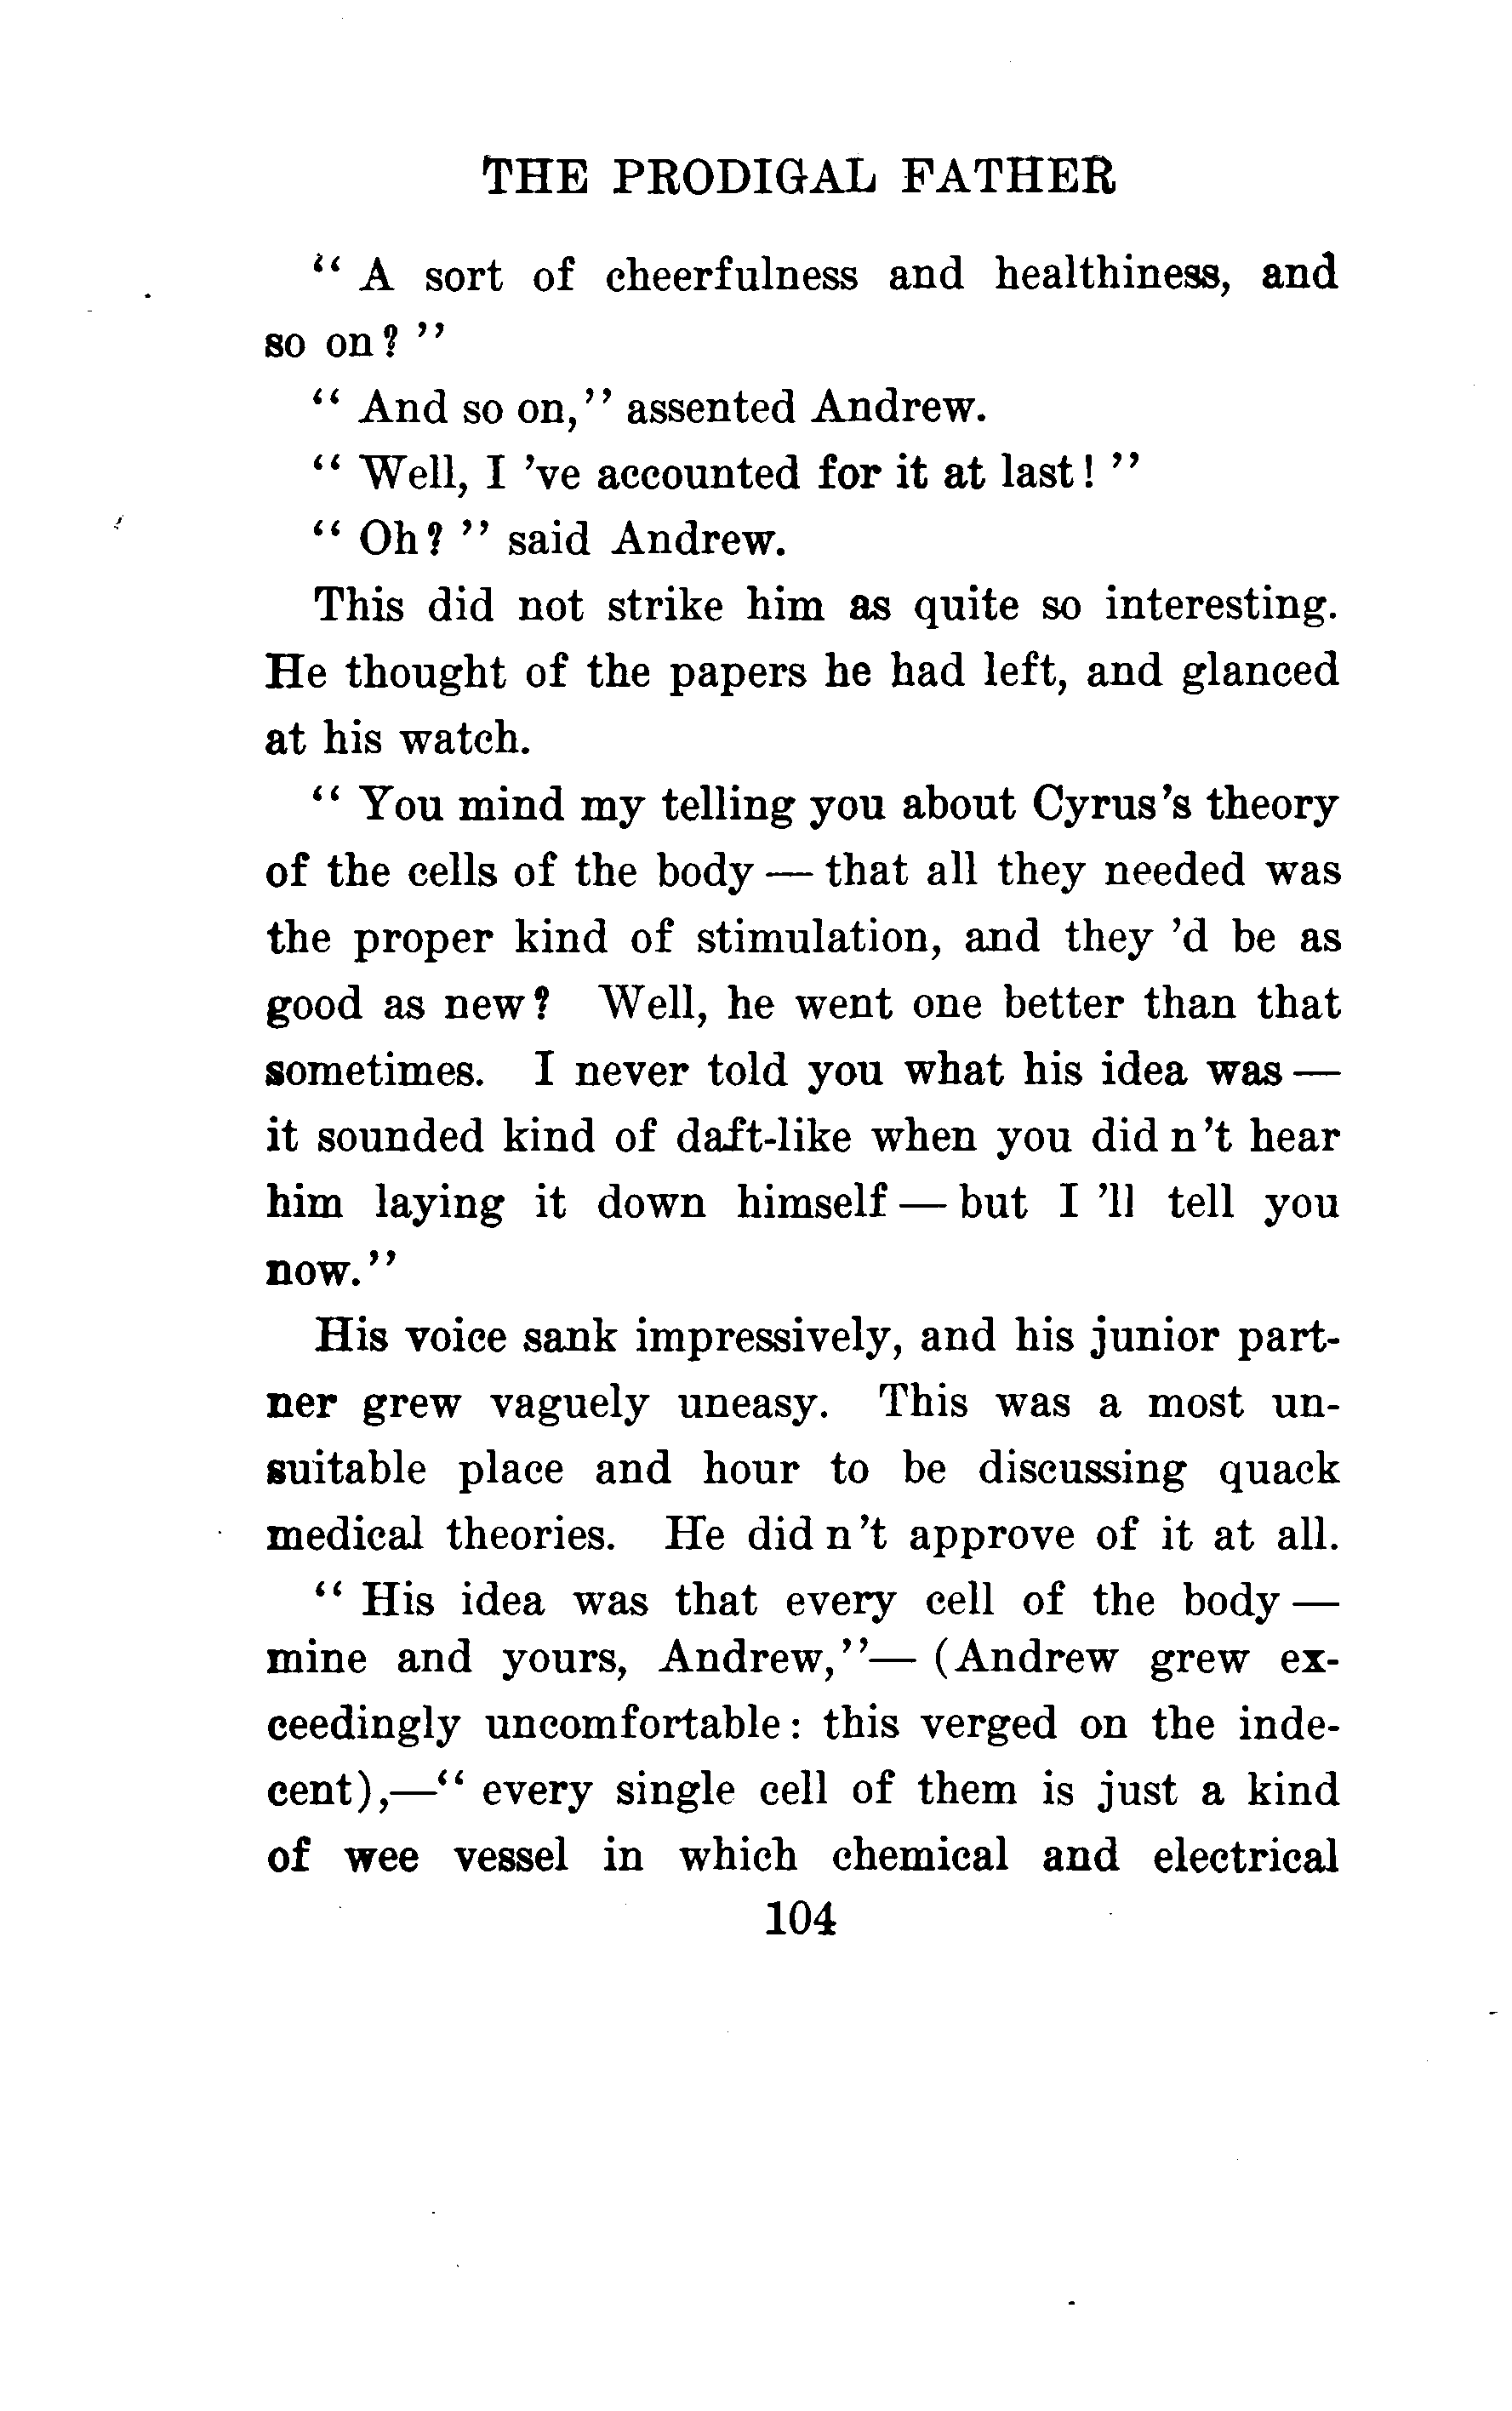 THE PRODIGAL FATHER
“ A sort of cheerfulness and healthiness, and
so on? ”
“ And so on,” assented Andrew.
“ Well, I 've accounted for it at last! ”
“ Oh? ” said Andrew.
This did not strike him as quite so interesting.
He thought of the papers he had left, and glanced
at his watch.
“ You mind my telling you about Cyrus's theory
of the cells of the body — that all they needed was
the proper kind of stimulation, and they 'd be as
good as new? Well, he went one better than that
sometimes. I never told you what his idea was —
it sounded kind of daft-like when you did n't hear
him laying it down himself — but I 'll tell you
now.”
His voice sank impressively, and his junior part-
ner grew vaguely uneasy. This was a most un-
suitable place and hour to be discussing quack
medical theories. He did n't approve of it at all.
“ His idea was that every cell of the body —
mine and yours, Andrew,”— (Andrew grew ex-
ceedingly uncomfortable: this verged on the inde-
cent),—“ every single cell of them is just a kind
of wee vessel in which chemical and electrical
104